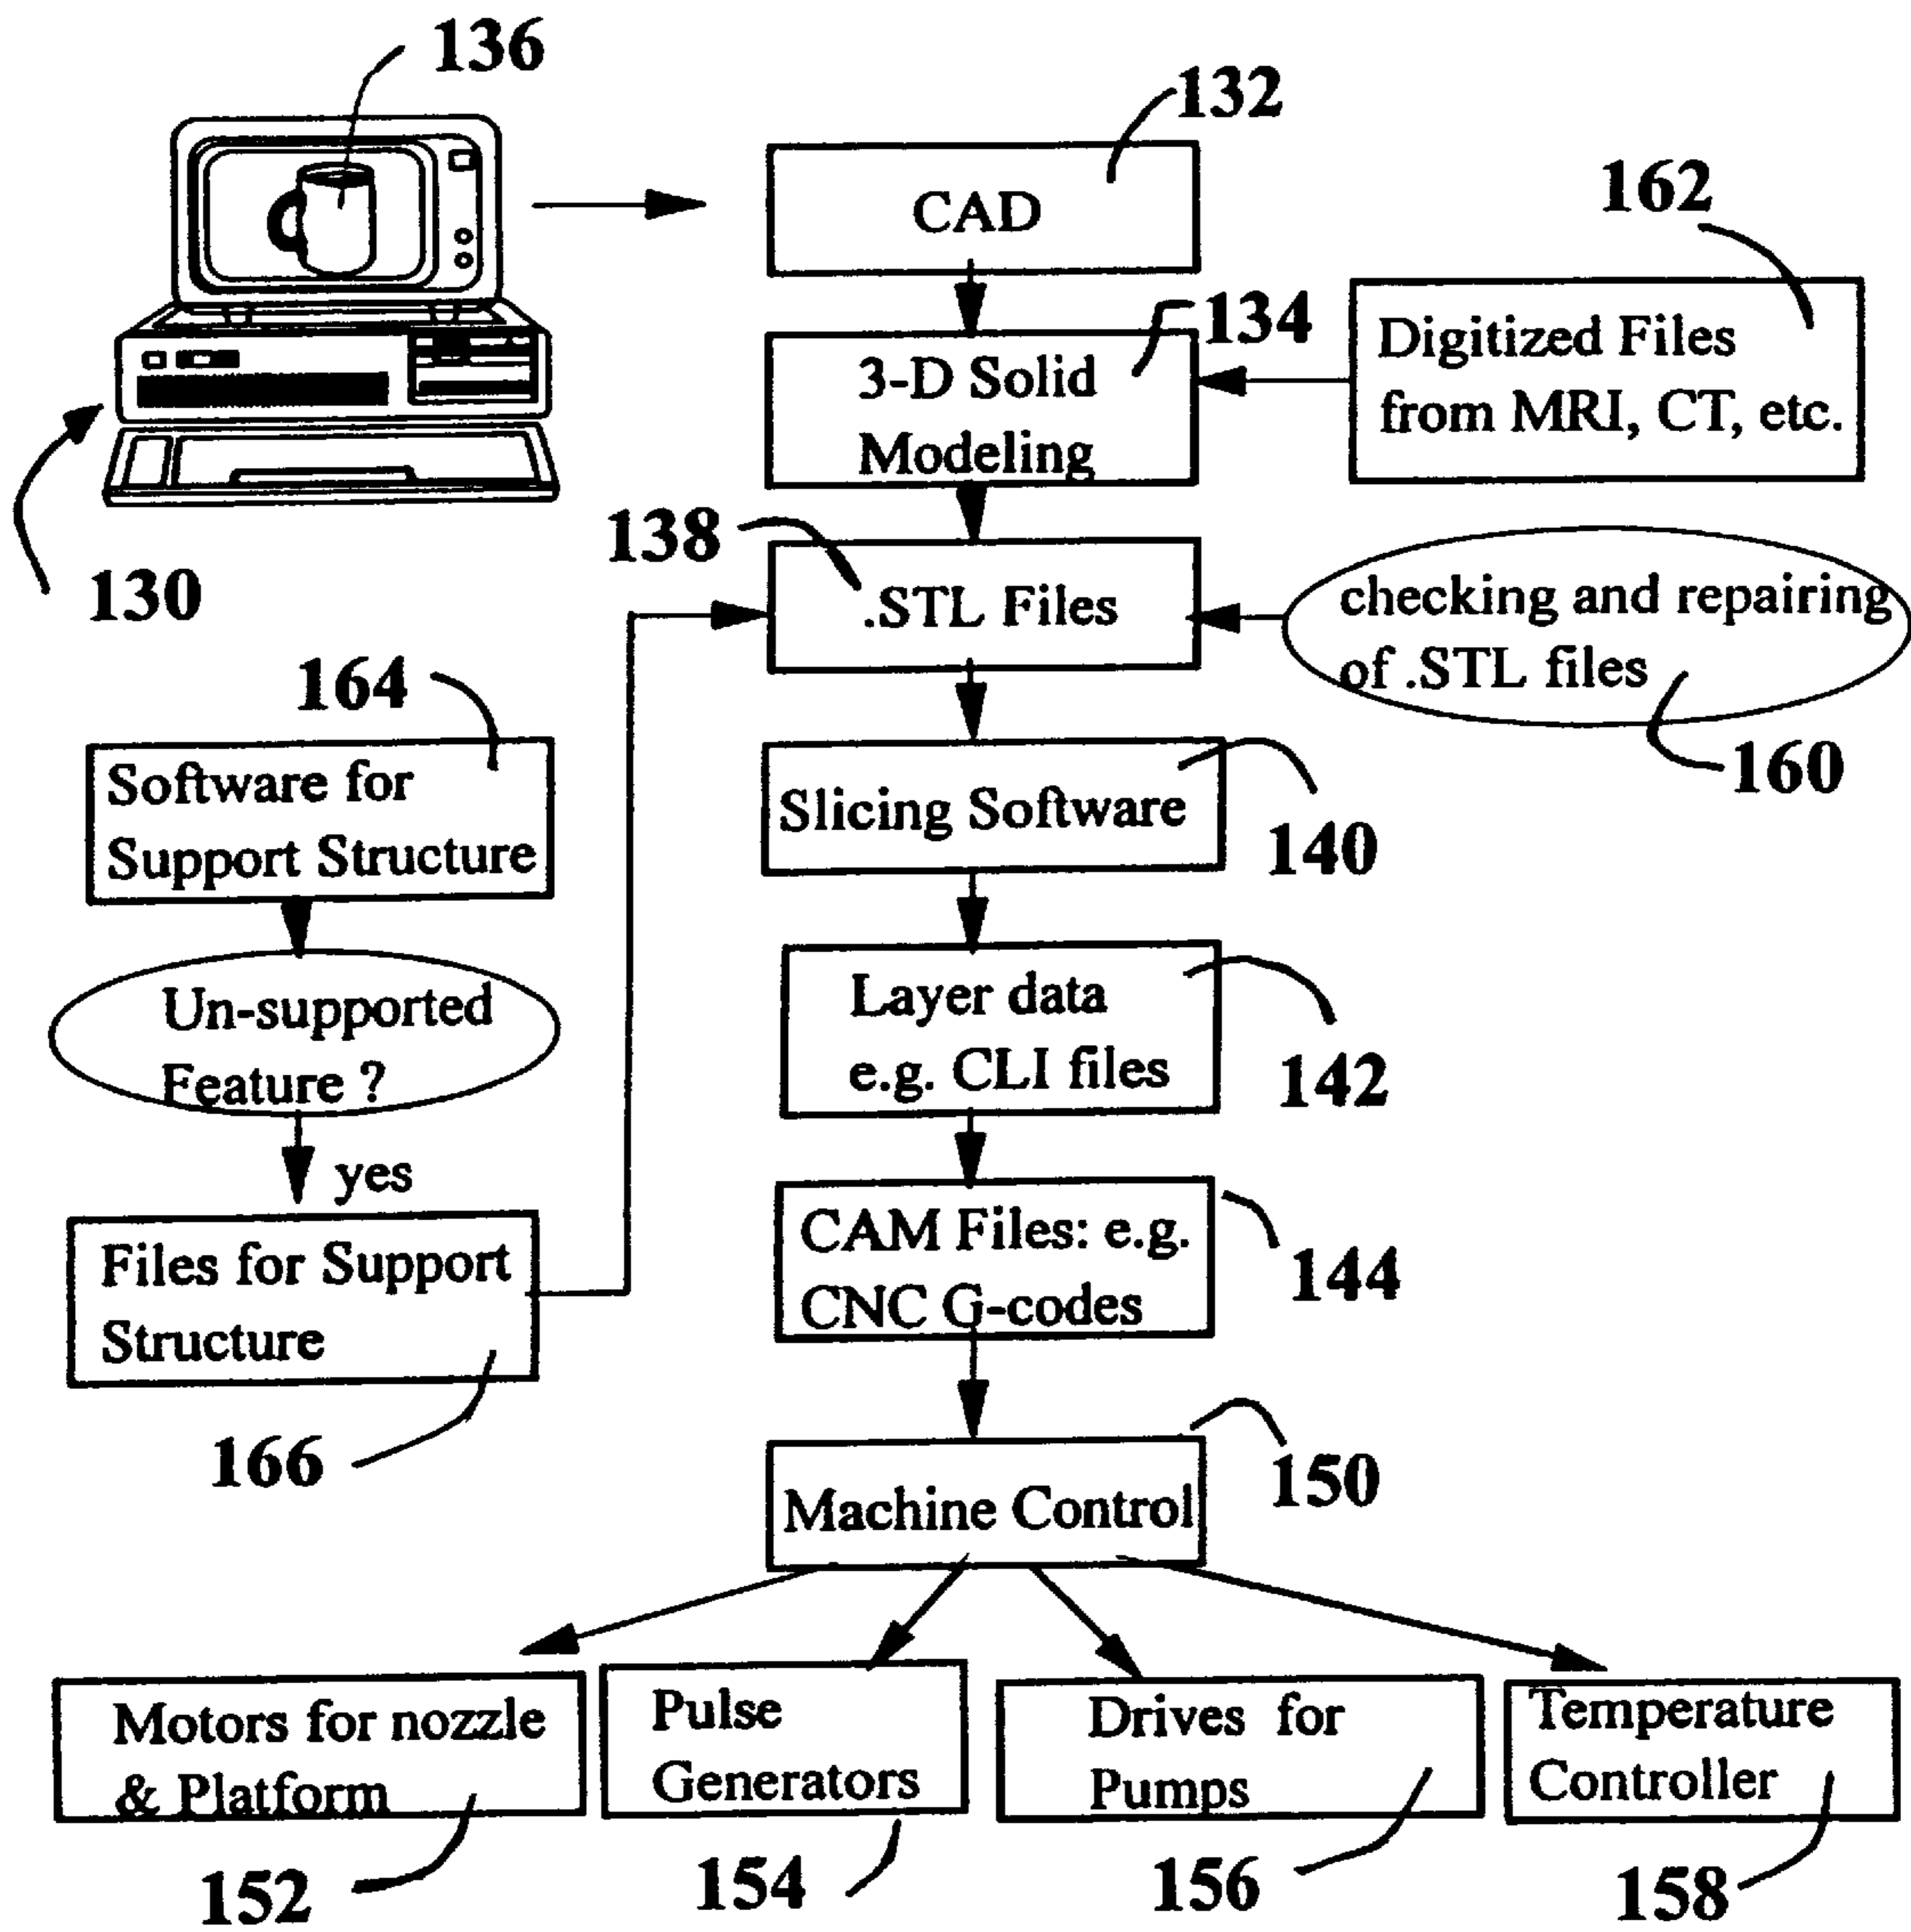 136
132
CAD
162
134
3-D Solid
Modeling
Digitized Files
from MRI, CT, etc.
130
138
.STL Files
checking and repairing
of .STL files
160
164
Software for
Support Structure
Slicing Software
140
Un-supported
Feature ?
Layer data
e.g. CLI files
142
yes
Files for Support
Structure
166
CAM Files: e.g.
CNC G-codes
144
150
Machine Control
Motors for nozzle
& Platform
152
Pulse
Generators
154
Drives for
Pumps
156
Temperature
Controller
158